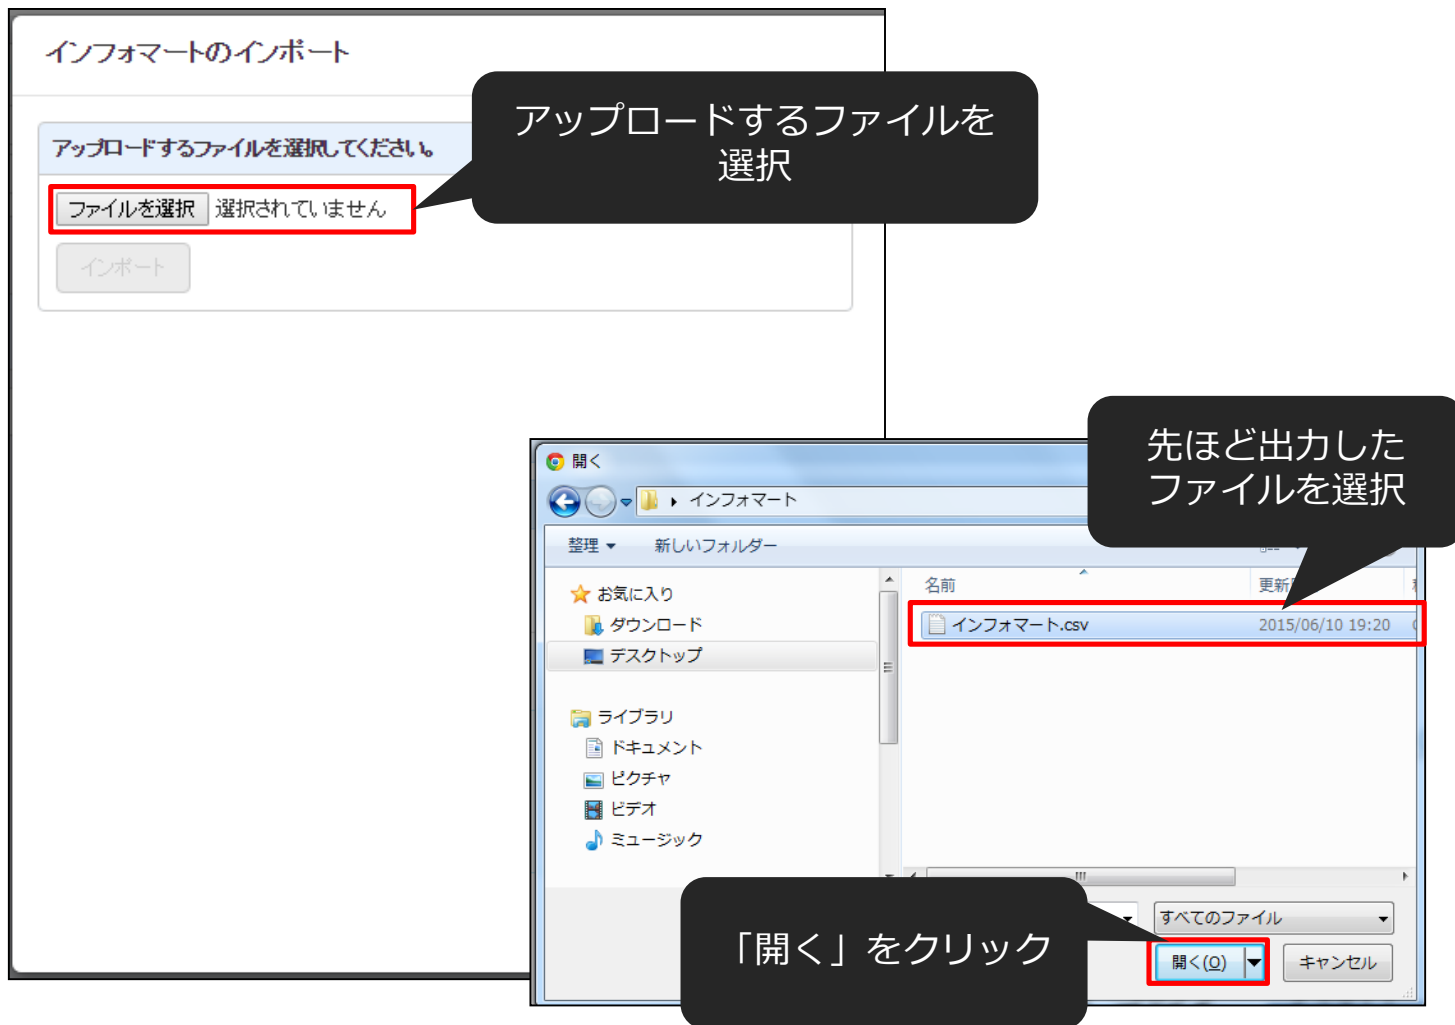 インフォマートのインポート
アップロードするファイルを
選択
アップロードするファイルを選択してください。
ファイルを選択 選択されていません
インポート
先ほど出力した
ファイルを選択
開く
インフォマート
整理 新しいフォルダー
名前 更新
お気に入り
ダウンロード
デスクトップ
インフォマート.csv 2015/06/10 19:20
ライブラリ
ドキュメント
ピクチャ
ビデオ
ミュージック
すべてのファイル
「開く」をクリック
開く(O) キャンセル